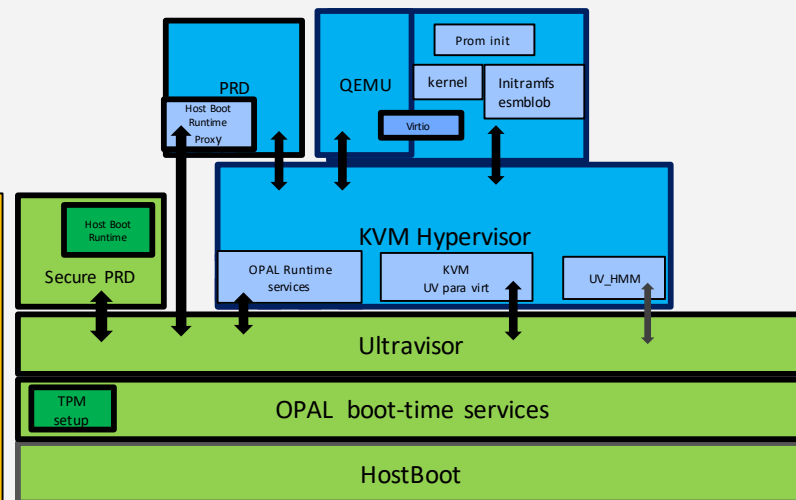 Prom init
PRD
QEMU
kernel
Initramfs
esmblob
Host Boot
Runtime
Proxy
Virtio
Host Boot
Runtime
Secure PRD
KVM Hypervisor
OPAL Runtime
services
KVM
UV para virt
UV_HMM
Ultravisor
TPM
setup
OPAL boot-time services
HostBoot